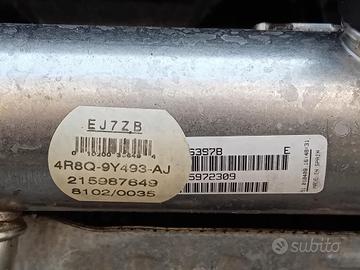 EJ7ZB
4R8Q-9Y493-AJ
215987649
8102/0035
63978
E
5972309
MADE IN SPAIN
subito